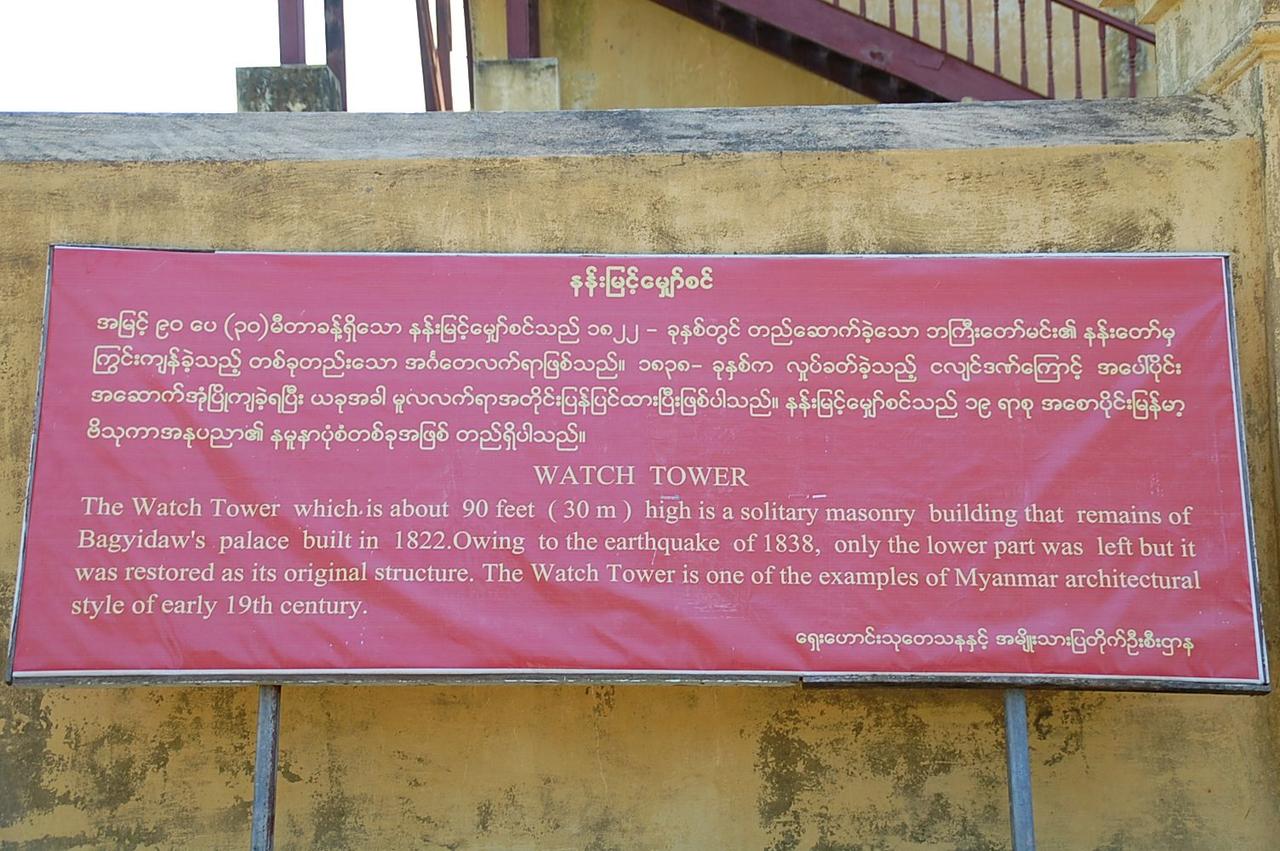 နန်းမြင့်မျှော်စင်
အမြင့် ၉၀ ပေ (၃၀)မီတာခန့်ရှိသော နန်းမြင့်မျှော်စင်သည် ၁၈၂၂ – ခုနှစ်တွင် တည်ဆောက်ခဲ့သော ဘကြီးတော်မင်း၏ နန်းတော်မှ
ကြွင်းကျန်ခဲ့သည့် တစ်ခုတည်းသော အင်္ဂတေလက်ရာဖြစ်သည်။ ၁၈၃၈– ခုနှစ်က လှုပ်ခတ်ခဲ့သည့် ငလျင်ဒဏ်ကြောင့် အပေါ်ပိုင်း
အဆောက်အုံပြိုကျခဲ့ရပြီး ယခုအခါ မူလလက်ရာအတိုင်းပြန်ပြင်ထားပြီးဖြစ်ပါသည်။ နန်းမြင့်မျှော်စင်သည် ၁၉ ရာစု အစောပိုင်းမြန်မာ့
ဗိသုကာအနုပညာ၏ နမူနာပုံစံတစ်ခုအဖြစ် တည်ရှိပါသည်။
WATCH TOWER
The Watch Tower which is about 90 feet ( 30 m ) high is a solitary masonry building that remains of
Bagyidaw's palace built in 1822.Owing to the earthquake of 1838, only the lower part was left but it
was restored as its original structure. The Watch Tower is one of the examples of Myanmar architectural
style of early 19th century.
ရှေးဟောင်းသုတေသနနှင့် အမျိုးသားပြတိုက်ဦးစီးဌာန